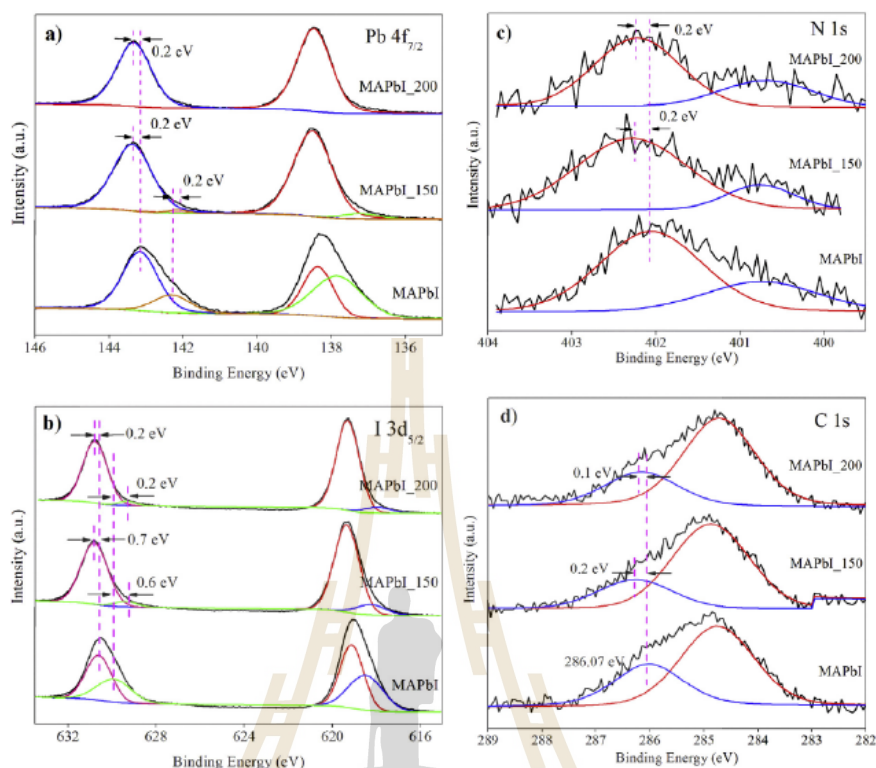 a)
Pb 4f7/2
0.2 eV
MAPbI_200
0.2 eV
0.2 eV
MAPbI_150
MAPbI
Intensity (a.u.)
146 144 142 140 138 136
Binding Energy (eV)
c)
N 1s
0.2 eV
MAPbI_200
0.2 eV
MAPbI_150
MAPbI
Intensity (a.u.)
404 403 402 401 400
Binding Energy (eV)
b)
I 3d5/2
0.2 eV
0.2 eV
MAPbI_200
0.7 eV
0.6 eV
MAPbI_150
MAPbI
Intensity (a.u.)
632 628 624 620 616
Binding Energy (eV)
d)
C 1s
0.1 eV
MAPbI_200
0.2 eV
MAPbI_150
286.07 eV
MAPbI
Intensity (a.u.)
289 288 287 286 285 284 283 282
Binding Energy (eV)